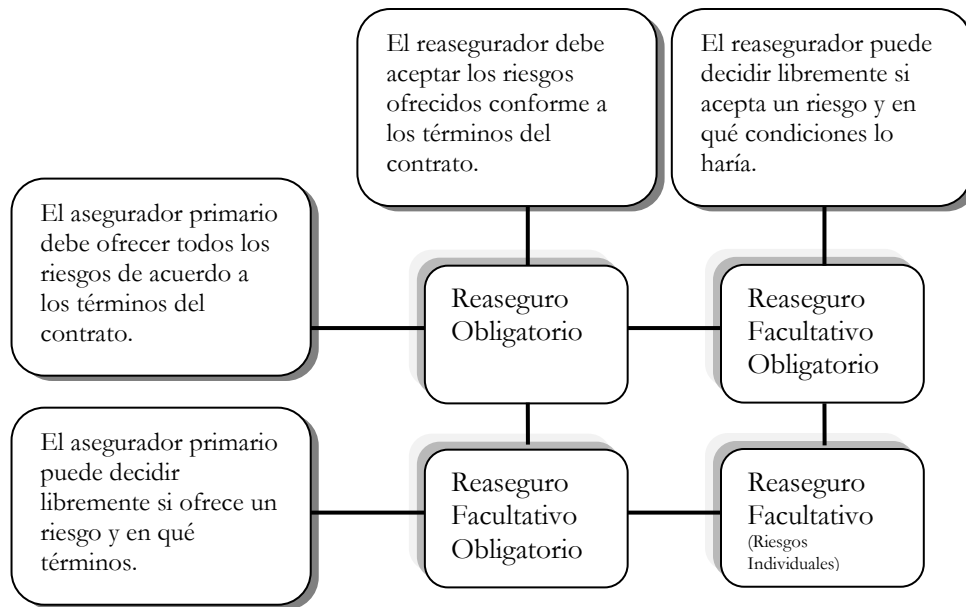 El reasegurador debe
aceptar los riesgos
ofrecidos conforme a
los términos del
contrato.
El reasegurador puede
decidir libremente si
acepta un riesgo y en
qué condiciones lo
haría.
El asegurador primario
debe ofrecer todos los
riesgos de acuerdo a
los términos del
contrato.
Reaseguro
Obligatorio
Reaseguro
Facultativo
Obligatorio
El asegurador primario
puede decidir
libremente si ofrece un
riesgo y en qué
términos.
Reaseguro
Facultativo
Obligatorio
Reaseguro
Facultativo
(Riesgos
Individuales)